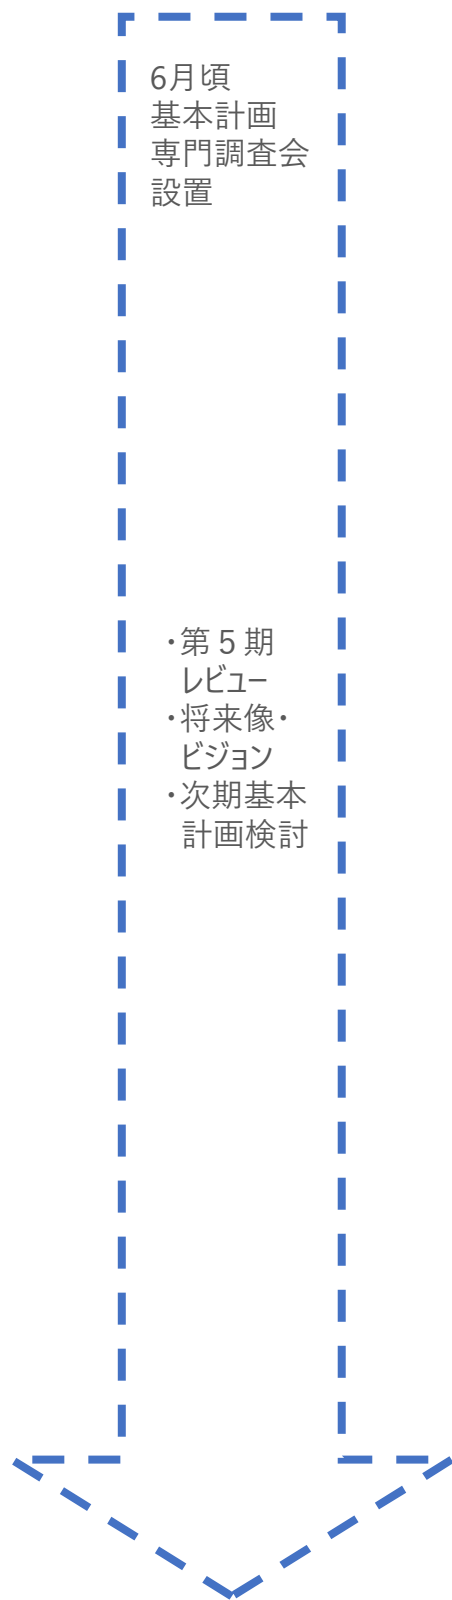 6月頃
基本計画
専門調査会
設置
・第５期
レビュー
・将来像・
ビジョン
・次期基本
計画検討